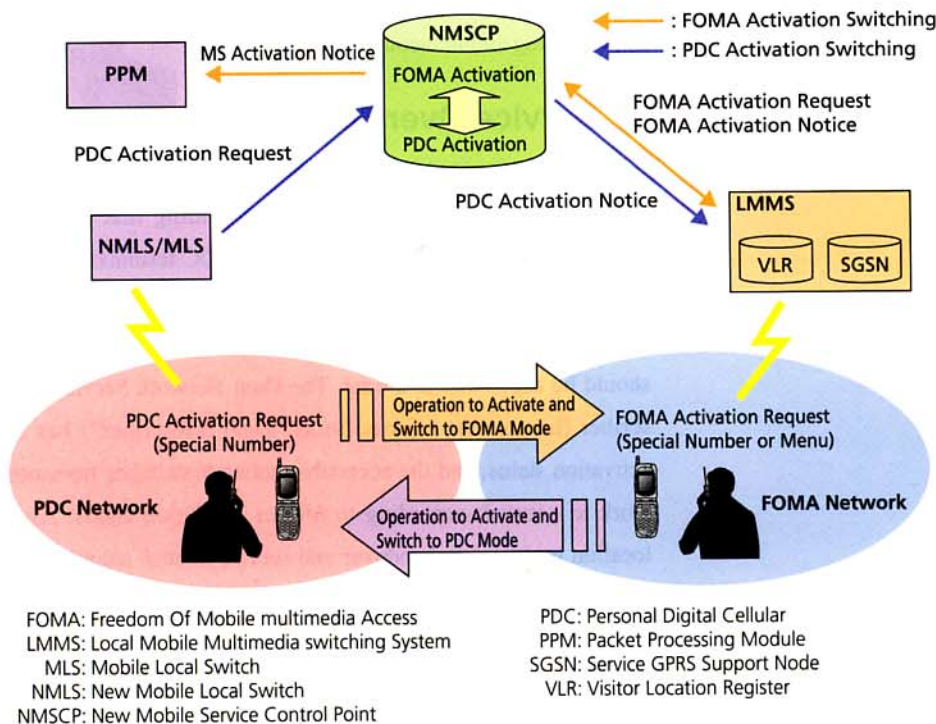 NMSCP
FOMA Activation
PDC Activation
: FOMA Activation Switching
: PDC Activation Switching
MS Activation Notice
PPM
FOMA Activation Request
FOMA Activation Notice
PDC Activation Request
PDC Activation Notice
NMLS/MLS
LMMS
VLR
SGSN
PDC Activation Request
(Special Number)
Operation to Activate and
Switch to FOMA Mode
FOMA Activation Request
(Special Number or Menu)
PDC Network
Operation to Activate and
Switch to PDC Mode
FOMA Network
FOMA: Freedom Of Mobile multimedia Access
LMMS: Local Mobile Multimedia switching System
MLS: Mobile Local Switch
NMLS: New Mobile Local Switch
NMSCP: New Mobile Service Control Point
PDC: Personal Digital Cellular
PPM: Packet Processing Module
SGSN: Service GPRS Support Node
VLR: Visitor Location Register